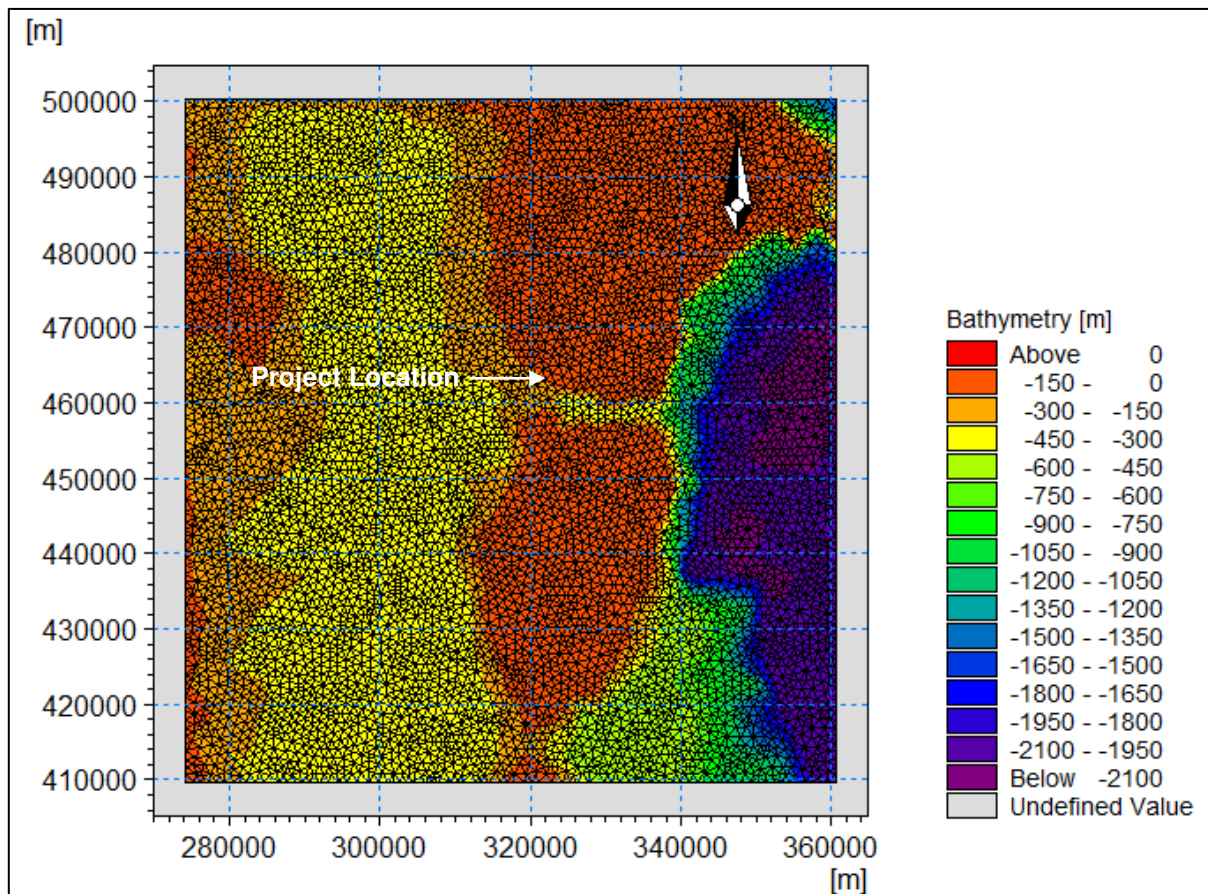 [m]
500000
490000
480000
470000
460000
450000
440000
430000
420000
410000
Project Location
280000 300000 320000 340000 360000
[m]
Bathymetry [m]
Above 0
-150 - 0
-300 - -150
-450 - -300
-600 - -450
-750 - -600
-900 - -750
-1050 - -900
-1200 - -1050
-1350 - -1200
-1500 - -1350
-1650 - -1500
-1800 - -1650
-1950 - -1800
-2100 - -1950
Below -2100
Undefined Value